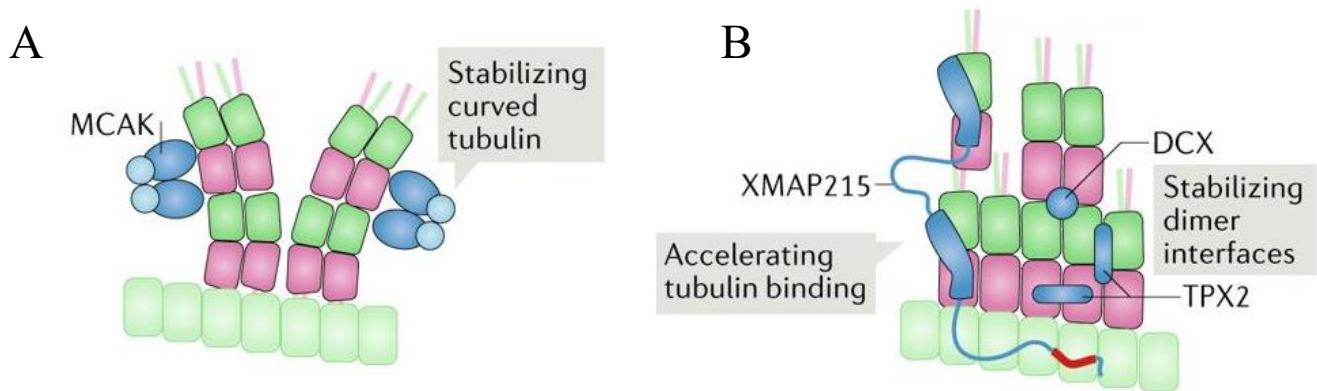 A
MCAK
Stabilizing
curved
tubulin
B
XMAP215
Accelerating
tubulin binding
DCX
Stabilizing
dimer
interfaces
TPX2